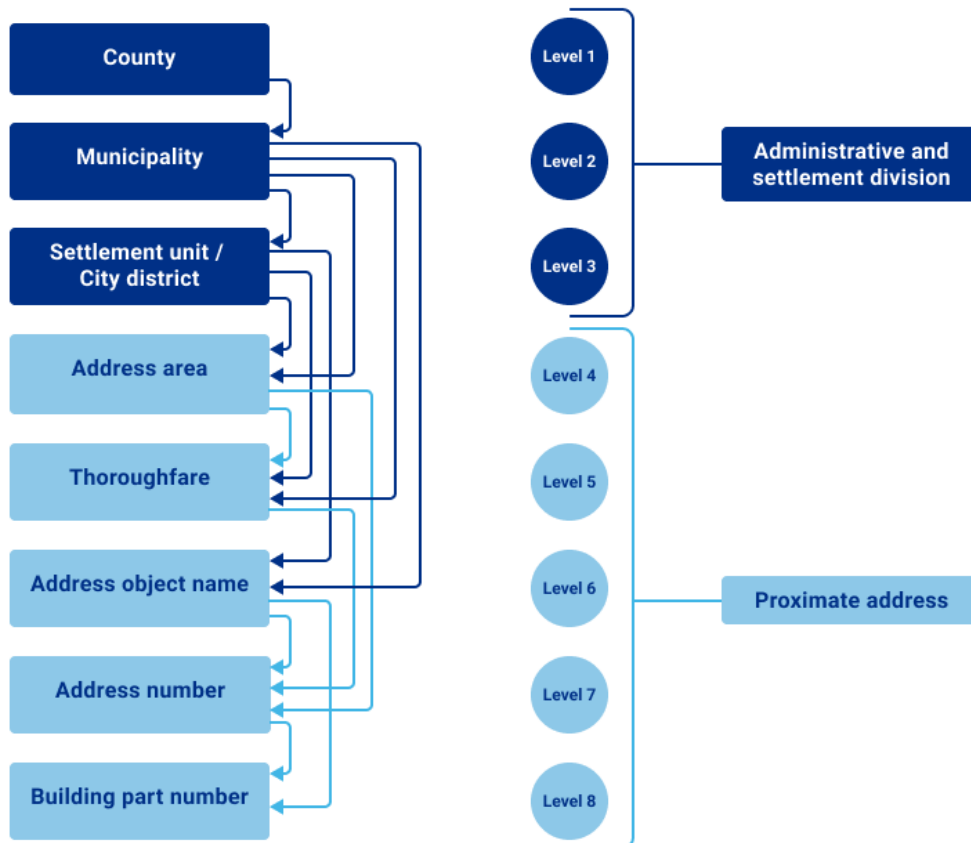 County
Level 1
Municipality
Level 2
Administrative and
settlement division
Settlement unit /
City district
Level 3
Address area
Level 4
Thoroughfare
Level 5
Address object name
Level 6
Proximate address
Address number
Level 7
Building part number
Level 8